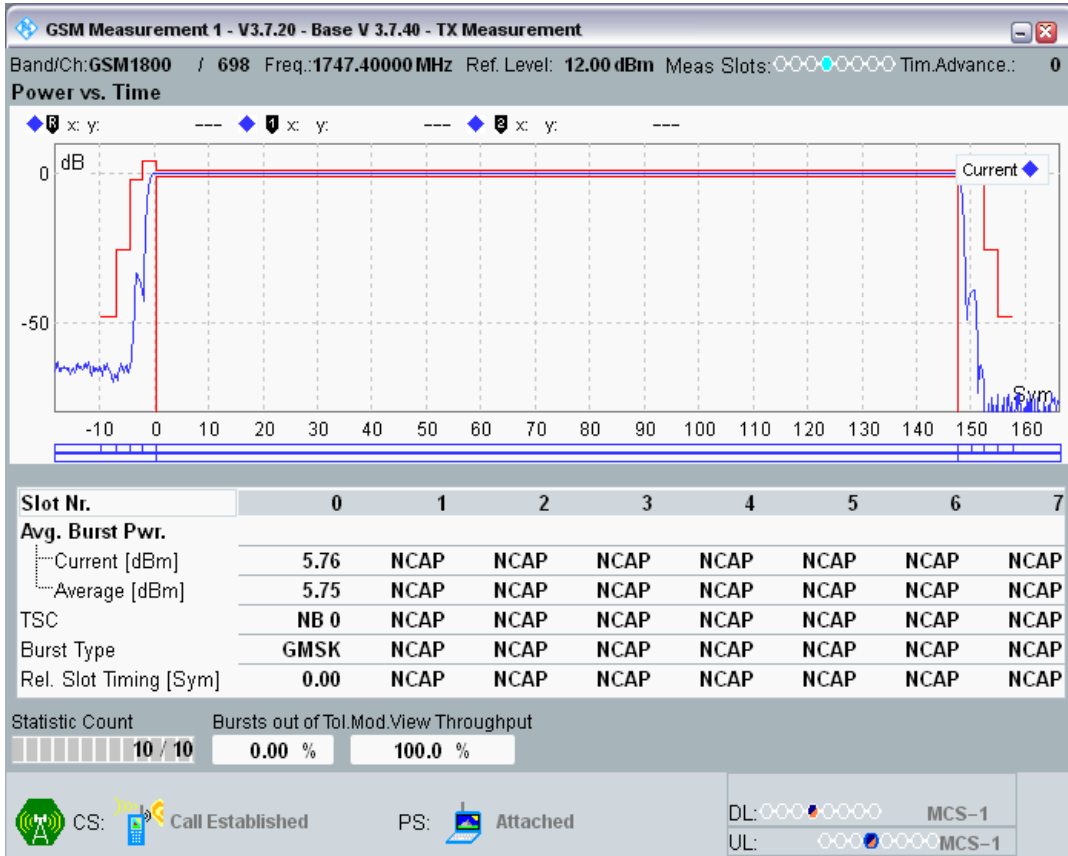 GSM Measurement 1 - V3.7.20 - Base V 3.7.40 - TX Measurement
Band/Ch:GSM1800 / 698 Freq.:1747.40000 MHz Ref. Level: 12.00 dBm Meas Slots: Tim.Advance.: 0
Power vs. Time
R x: y: --- 1 x: y: --- 2 x: y: ---
dB
Current
0
-50
Sym
-10 0 10 20 30 40 50 60 70 80 90 100 110 120 130 140 150 160
Slot Nr. 0 1 2 3 4 5 6 7
Avg. Burst Pwr.
Current [dBm] 5.76 NCAP NCAP NCAP NCAP NCAP NCAP NCAP
Average [dBm] 5.75 NCAP NCAP NCAP NCAP NCAP NCAP NCAP
TSC NB 0 NCAP NCAP NCAP NCAP NCAP NCAP NCAP
Burst Type GMSK NCAP NCAP NCAP NCAP NCAP NCAP NCAP
Rel. Slot Timing [Sym] 0.00 NCAP NCAP NCAP NCAP NCAP NCAP NCAP
Statistic Count Bursts out of Tol.Mod.View Throughput
10 / 10 0.00 % 100.0 %
CS: Call Established PS: Attached
DL: MCS-1
UL: MCS-1